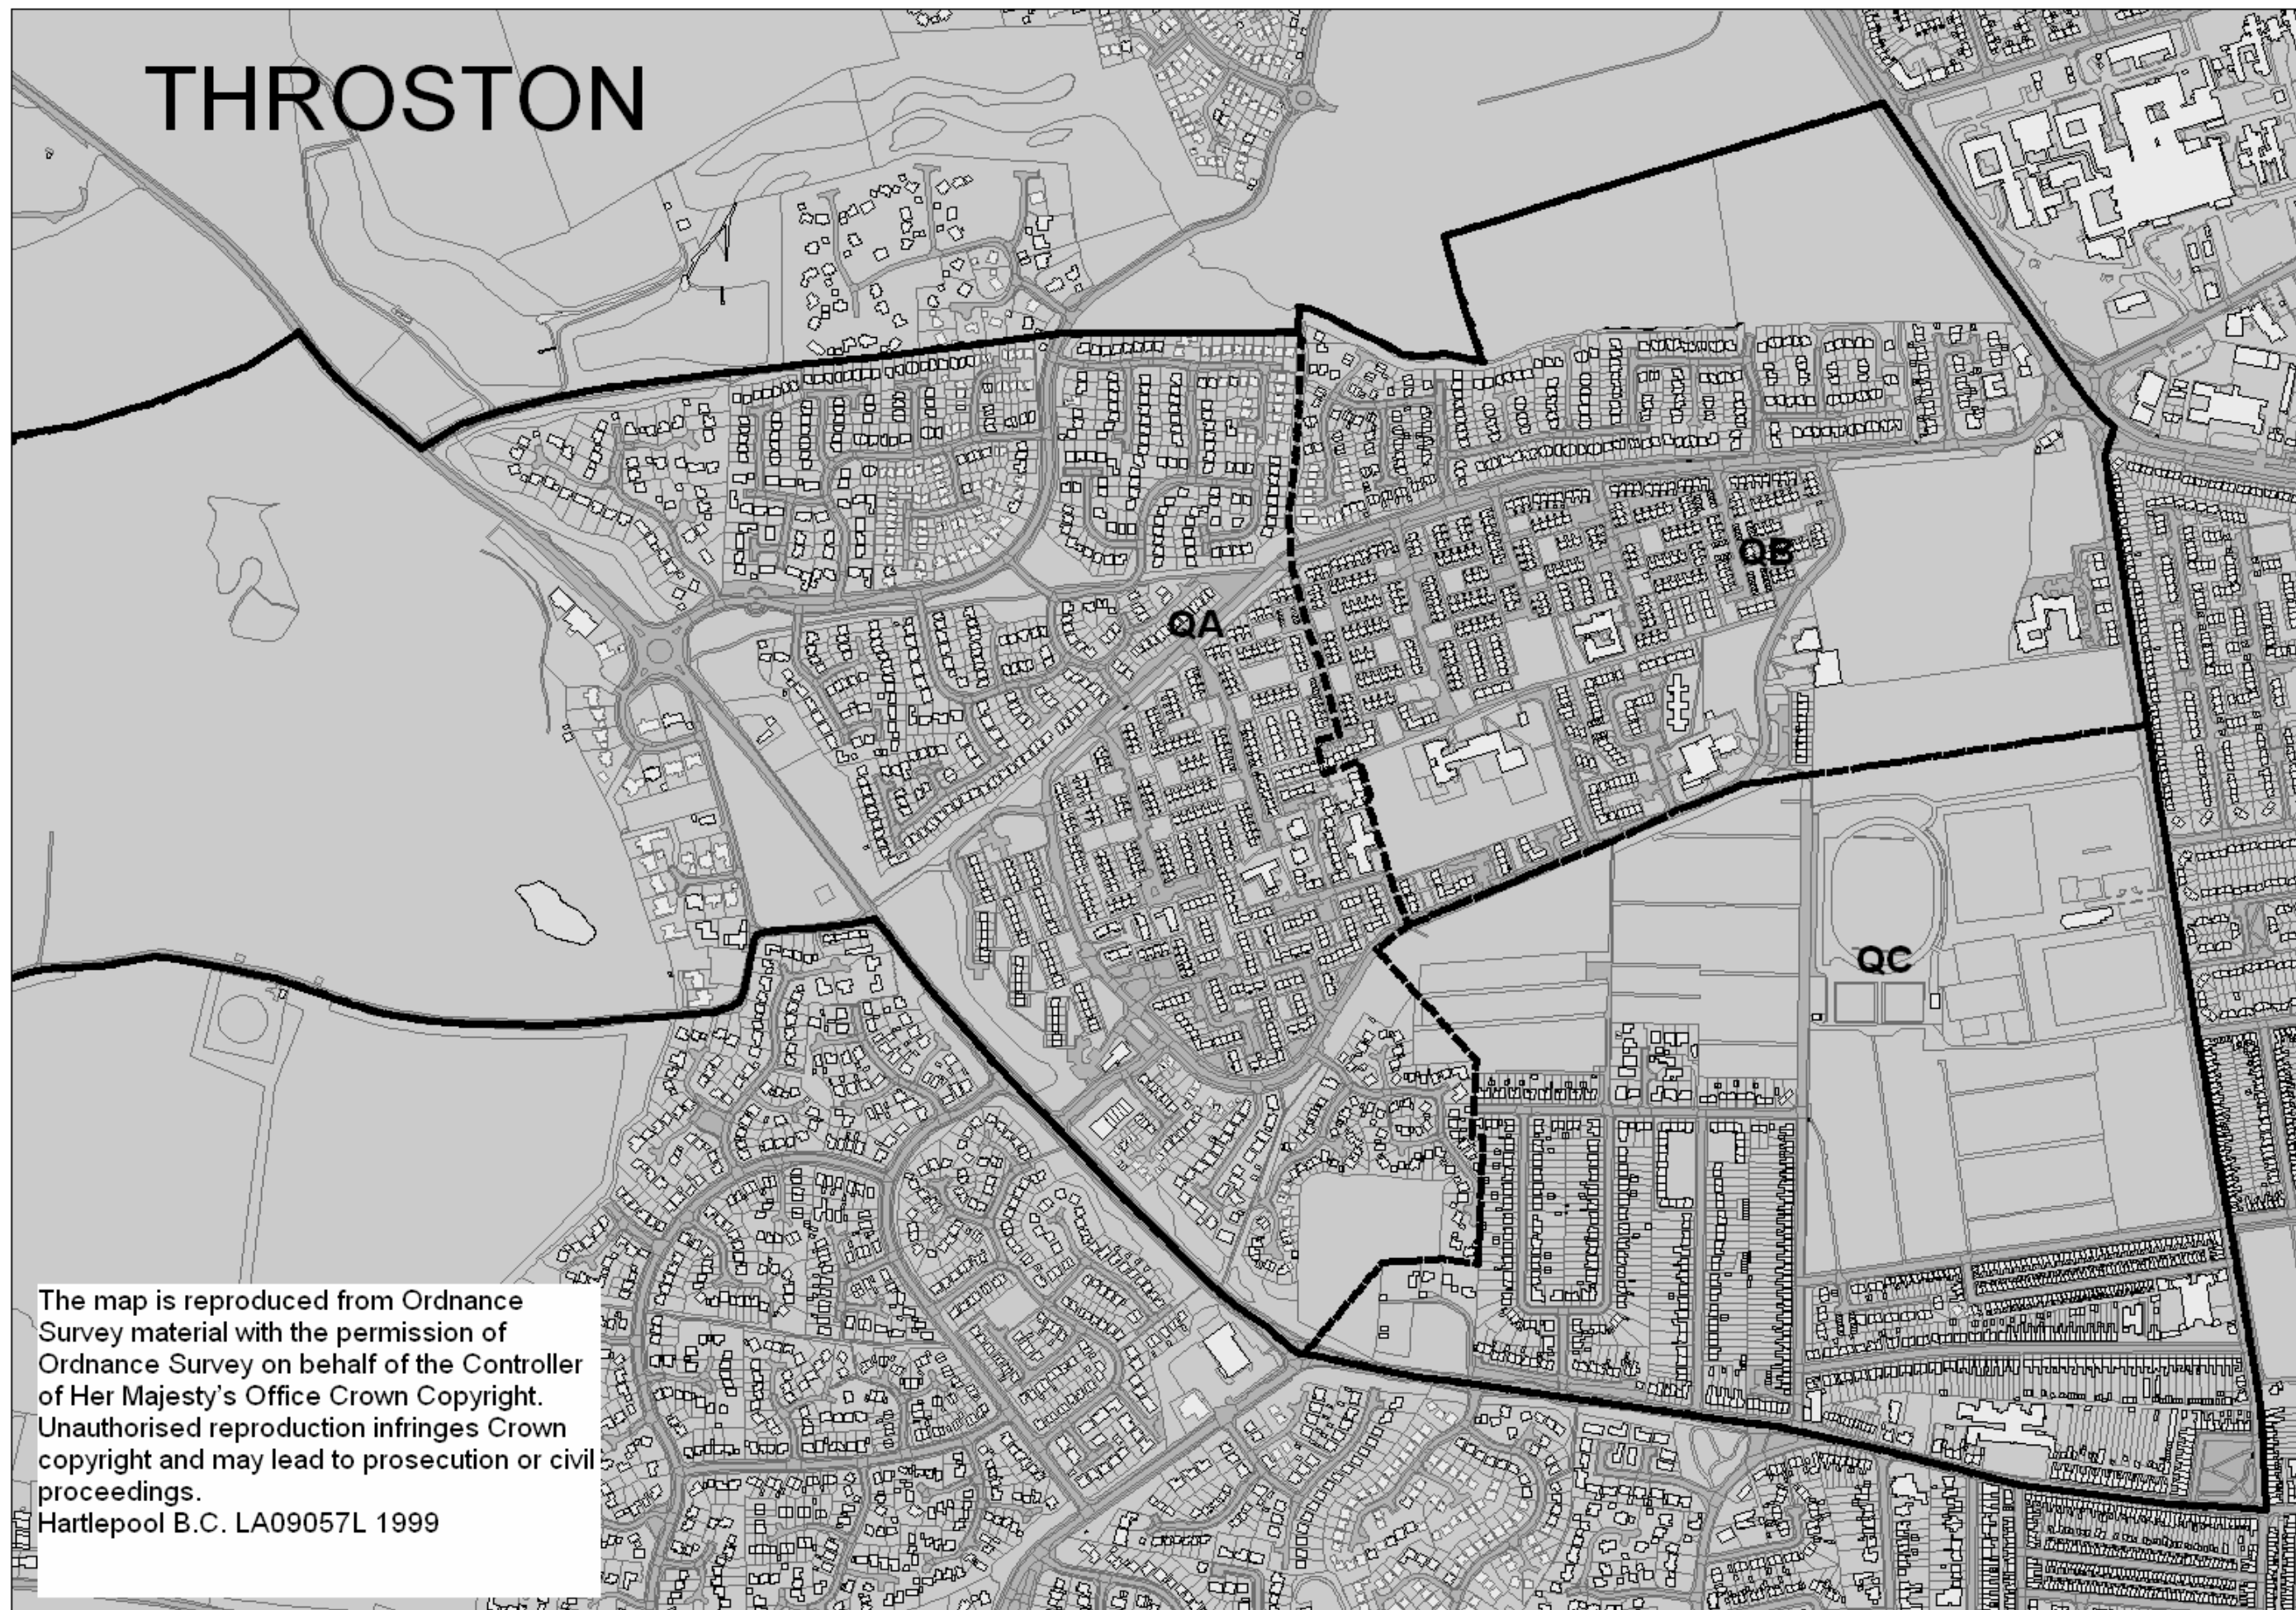 THROSTON
QA
QB
QC
The map is reproduced from Ordnance
Survey material with the permission of
Ordnance Survey on behalf of the Controller
of Her Majesty's Office Crown Copyright.
Unauthorised reproduction infringes Crown
copyright and may lead to prosecution or civil
proceedings.
Hartlepool B.C. LA09057L 1999